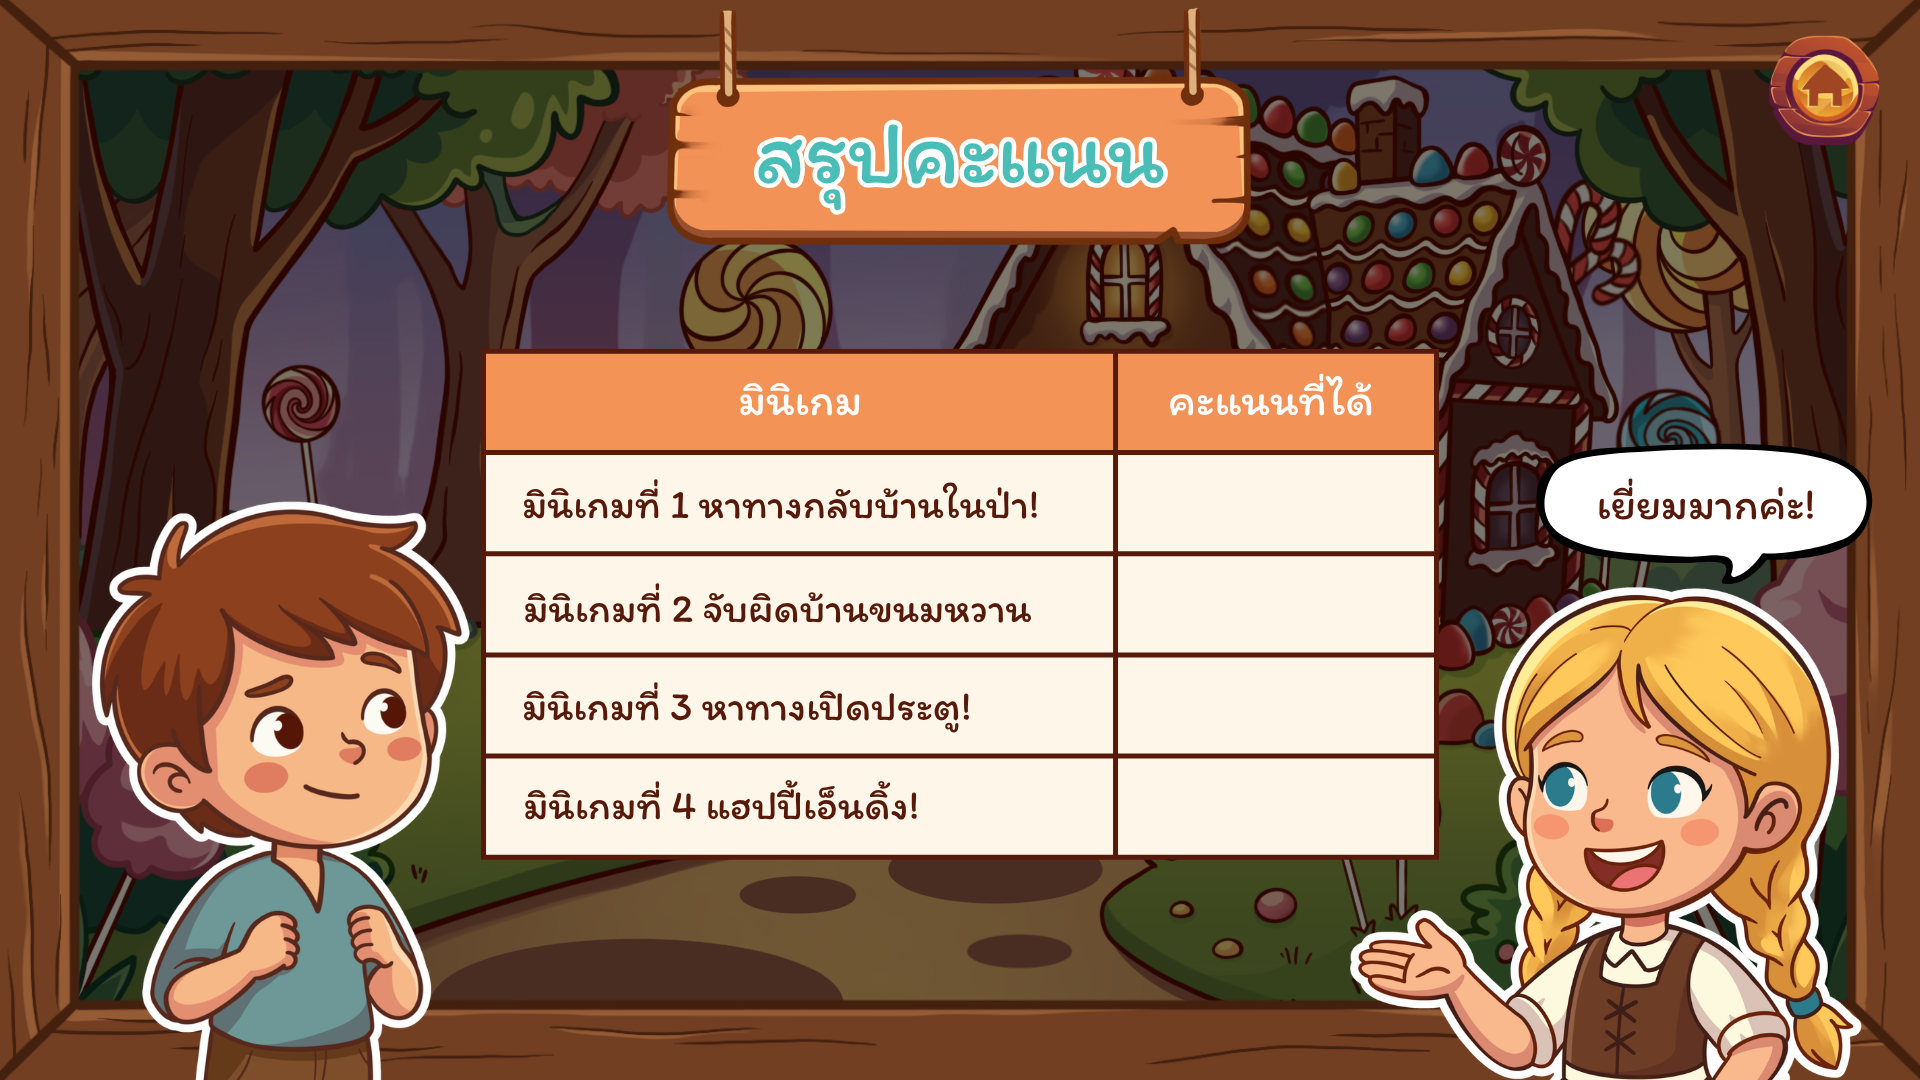 สรุปคะแนน
มินิเกม
คะแนนที่ได้
มินิเกมที่ 1 หาทางกลับบ้านในป่า!
มินิเกมที่ 2 จับผิดบ้านขนมหวาน
มินิเกมที่ 3 หาทางเปิดประตู!
มินิเกมที่ 4 แฮปปี้เอ็นดิ้ง!
เยี่ยมมากค่ะ!